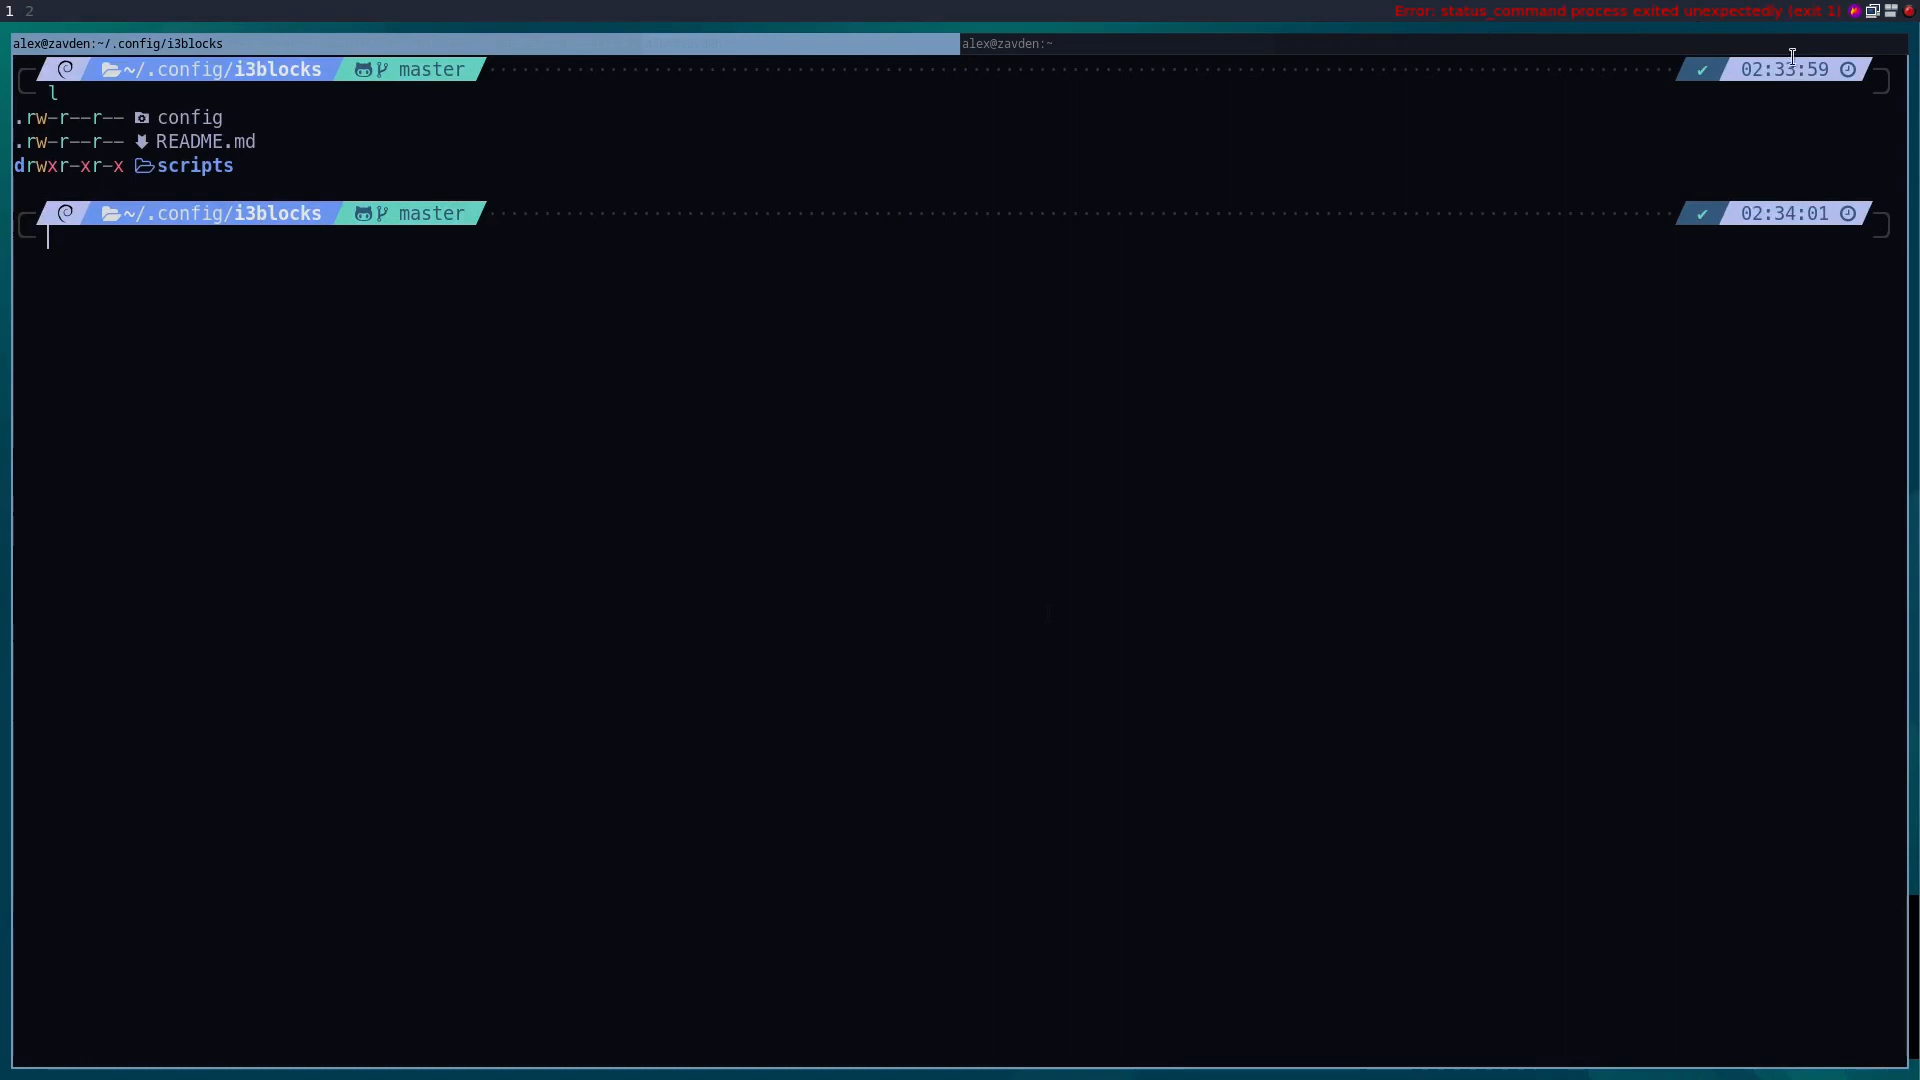 1 2 Error: status_command process exited unexpectedly (exit 1)
alex@zavden:~/.config/i3blocks alex@zavden:~
~/.config/i3blocks master ✔ 02:33:59
l
.rw-r--r-- config
.rw-r--r-- README.md
drwxr-xr-x scripts
~/.config/i3blocks master ✔ 02:34:01